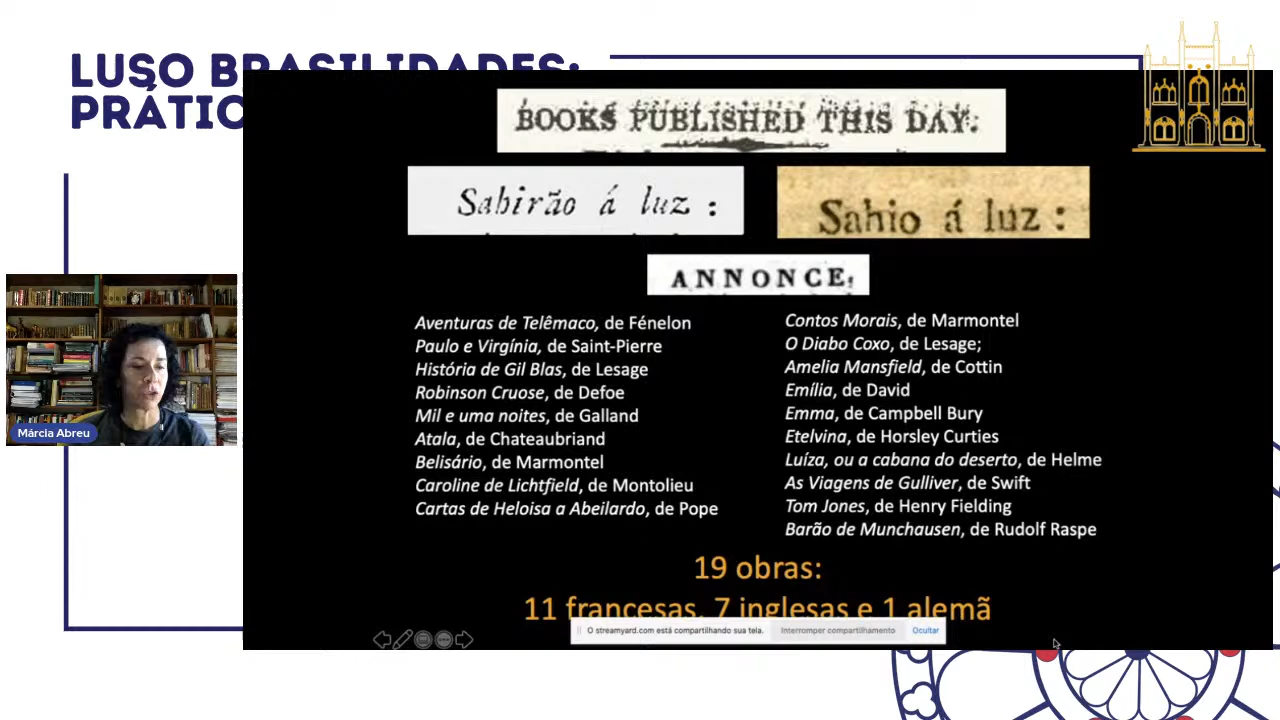 LUSO BRASILIDADES:
PRÁTIC
BOOKS PUBLISHED THIS DAY.
Sahirão á luz :
Sahio á luz :
ANNONCE,
Aventuras de Telêmaco, de Fénelon
Paulo e Virgínia, de Saint-Pierre
História de Gil Blas, de Lesage
Robinson Cruose, de Defoe
Mil e uma noites, de Galland
Atala, de Chateaubriand
Belisário, de Marmontel
Caroline de Lichtfield, de Montolieu
Cartas de Heloisa a Abeilardo, de Pope
Contos Morais, de Marmontel
O Diabo Coxo, de Lesage;
Amelia Mansfield, de Cottin
Emília, de David
Emma, de Campbell Bury
Etelvina, de Horsley Curties
Luíza, ou a cabana do deserto, de Helme
As Viagens de Gulliver, de Swift
Tom Jones, de Henry Fielding
Barão de Munchausen, de Rudolf Raspe
19 obras:
11 francesas, 7 inglesas e 1 alemã
O streamyard.com está compartilhando sua tela. Interromper compartilhamento Ocultar
Márcia Abreu